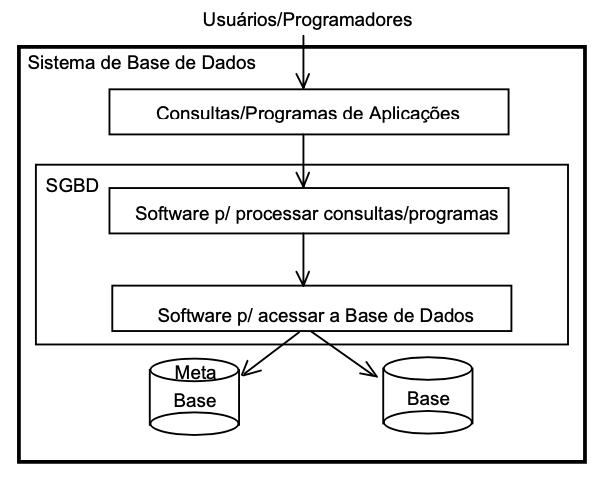 Usuários/Programadores
Sistema de Base de Dados
Consultas/Programas de Aplicações
SGBD
Software p/ processar consultas/programas
Software p/ acessar a Base de Dados
Meta
Base
Base